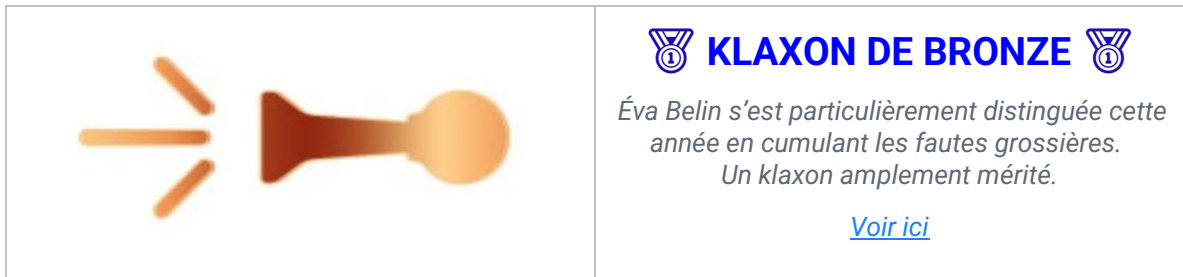 KLAXON DE BRONZE
Éva Belin s’est particulièrement distinguée cette
année en cumulant les fautes grossières.
Un klaxon amplement mérité.
Voir ici